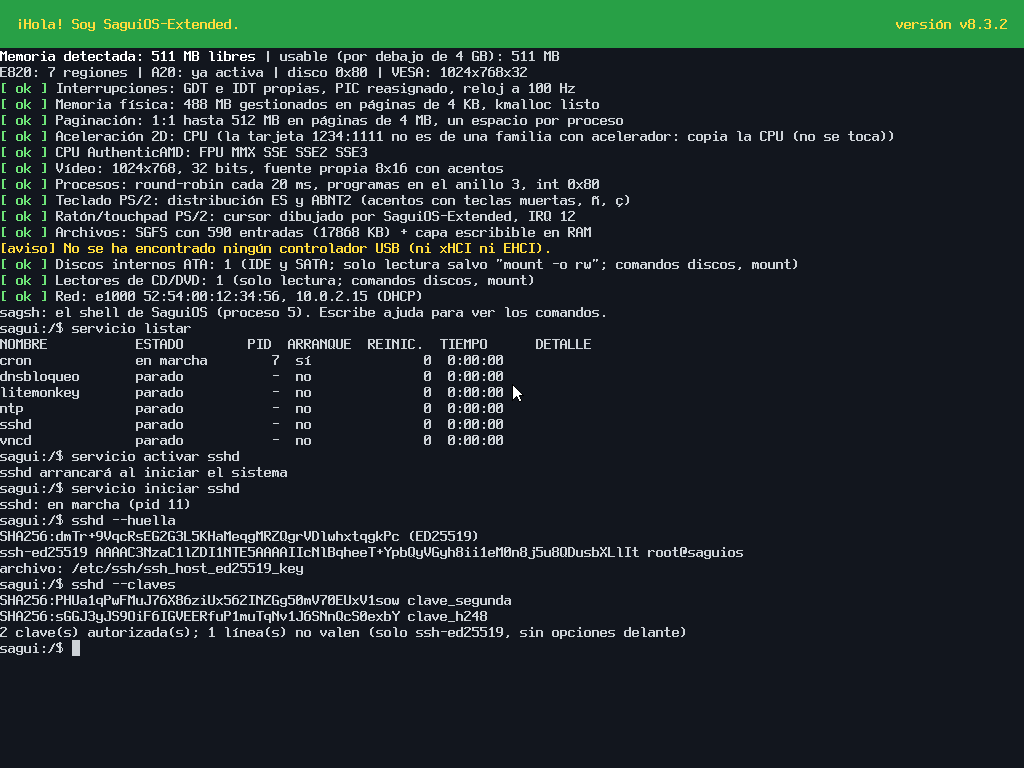 ¡Hola! Soy SaguiOS-Extended. versión v8.3.2
Memoria detectada: 511 MB libres | usable (por debajo de 4 GB): 511 MB
E820: 7 regiones | A20: ya activa | disco 0x80 | VESA: 1024x768x32
[ ok ] Interrupciones: GDT e IDT propias, PIC reasignado, reloj a 100 Hz
[ ok ] Memoria física: 488 MB gestionados en páginas de 4 KB, kmalloc listo
[ ok ] Paginación: 1:1 hasta 512 MB en páginas de 4 MB, un espacio por proceso
[ ok ] Aceleración 2D: CPU (la tarjeta 1234:1111 no es de una familia con acelerador: copia la CPU (no se toca))
[ ok ] CPU AuthenticAMD: FPU MMX SSE SSE2 SSE3
[ ok ] Vídeo: 1024x768, 32 bits, fuente propia 8x16 con acentos
[ ok ] Procesos: round-robin cada 20 ms, programas en el anillo 3, int 0x80
[ ok ] Teclado PS/2: distribución ES y ABNT2 (acentos con teclas muertas, ñ, ç)
[ ok ] Ratón/touchpad PS/2: cursor dibujado por SaguiOS-Extended, IRQ 12
[ ok ] Archivos: SGFS con 590 entradas (17868 KB) + capa escribible en RAM
[aviso] No se ha encontrado ningún controlador USB (ni xHCI ni EHCI).
[ ok ] Discos internos ATA: 1 (IDE y SATA; solo lectura salvo "mount -o rw"; comandos discos, mount)
[ ok ] Lectores de CD/DVD: 1 (solo lectura; comandos discos, mount)
[ ok ] Red: e1000 52:54:00:12:34:56, 10.0.2.15 (DHCP)
sagsh: el shell de SaguiOS (proceso 5). Escribe ajuda para ver los comandos.
sagui:/$ servicio listar
NOMBRE ESTADO PID ARRANQUE REINIC. TIEMPO DETALLE
cron en marcha 7 sí 0 0:00:00
dnsbloqueo parado - no 0 0:00:00
litemonkey parado - no 0 0:00:00
ntp parado - no 0 0:00:00
sshd parado - no 0 0:00:00
vncd parado - no 0 0:00:00
sagui:/$ servicio activar sshd
sshd arrancará al iniciar el sistema
sagui:/$ servicio iniciar sshd
sshd: en marcha (pid 11)
sagui:/$ sshd --huella
SHA256:dmTr+9VqcRsEG2G3L5KHaMeqgMRZQgrVDlwhxtqgkPc (ED25519)
ssh-ed25519 AAAAC3NzaC1lZDI1NTE5AAAAIIcNlBqheeT+YpbQyVGyh8ii1eM0n8j5u8QDusbXLlIt root@saguios
archivo: /etc/ssh/ssh_host_ed25519_key
sagui:/$ sshd --claves
SHA256:PHUa1qPwFMuJ76X86ziUx562INZGg50mV70EUxV1sow clave_segunda
SHA256:sGGJ3yJS9OiF6IGVEERfuP1muTqNv1J6SNnQcS0exbY clave_h248
2 clave(s) autorizada(s); 1 línea(s) no valen (solo ssh-ed25519, sin opciones delante)
sagui:/$